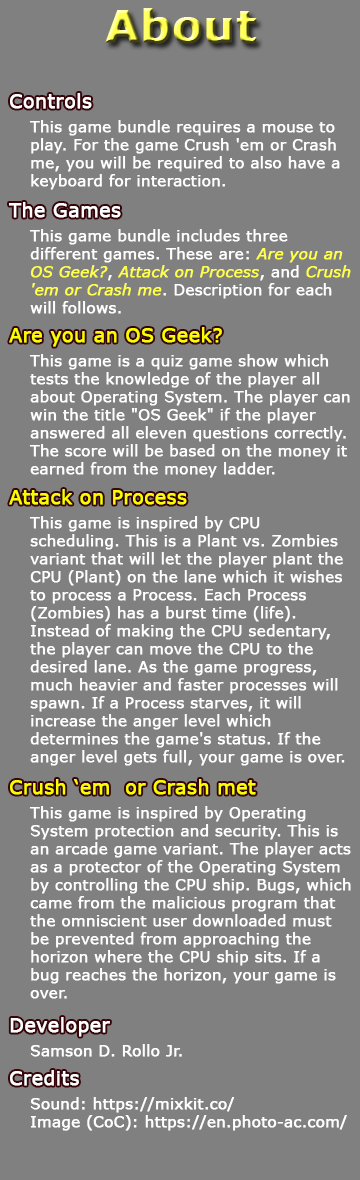 About
Controls
This game bundle requires a mouse to
play. For the game Crush 'em or Crash
me, you will be required to also have a
keyboard for interaction.
The Games
This game bundle includes three
different games. These are: Are you an
OS Geek?, Attack on Process, and Crush
'em or Crash me. Description for each
will follows.
Are you an OS Geek?
This game is a quiz game show which
tests the knowledge of the player all
about Operating System. The player can
win the title "OS Geek" if the player
answered all eleven questions correctly.
The score will be based on the money it
earned from the money ladder.
Attack on Process
This game is inspired by CPU
scheduling. This is a Plant vs. Zombies
variant that will let the player plant the
CPU (Plant) on the lane which it wishes
to process a Process. Each Process
(Zombies) has a burst time (life).
Instead of making the CPU sedentary,
the player can move the CPU to the
desired lane. As the game progress,
much heavier and faster processes will
spawn. If a Process starves, it will
increase the anger level which
determines the game's status. If the
anger level gets full, your game is over.
Crush ‛em  or Crash met
This game is inspired by Operating
System protection and security. This is
an arcade game variant. The player acts
as a protector of the Operating System
by controlling the CPU ship. Bugs, which
came from the malicious program that
the omniscient user downloaded must
be prevented from approaching the
horizon where the CPU ship sits. If a
bug reaches the horizon, your game is
over.
Developer
Samson D. Rollo Jr.
Credits
Sound: https://mixkit.co/
Image (CoC): https://en.photo-ac.com/